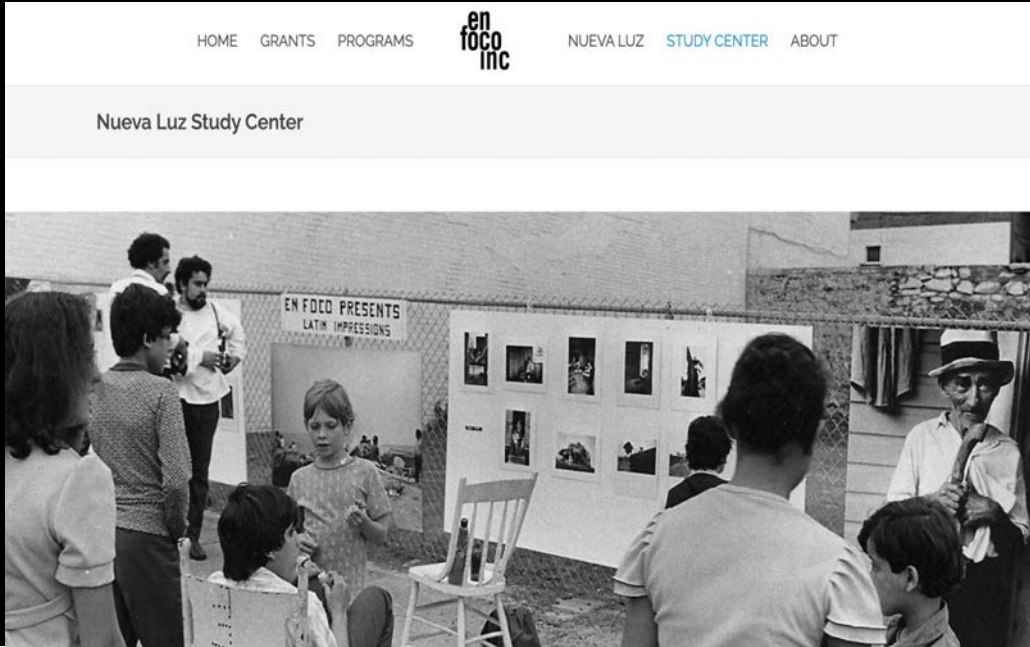 HOME GRANTS PROGRAMS
en
foco
inc
NUEVA LUZ STUDY CENTER ABOUT
Nueva Luz Study Center
EN FOCO PRESENTS
LATIN IMPRESSIONS